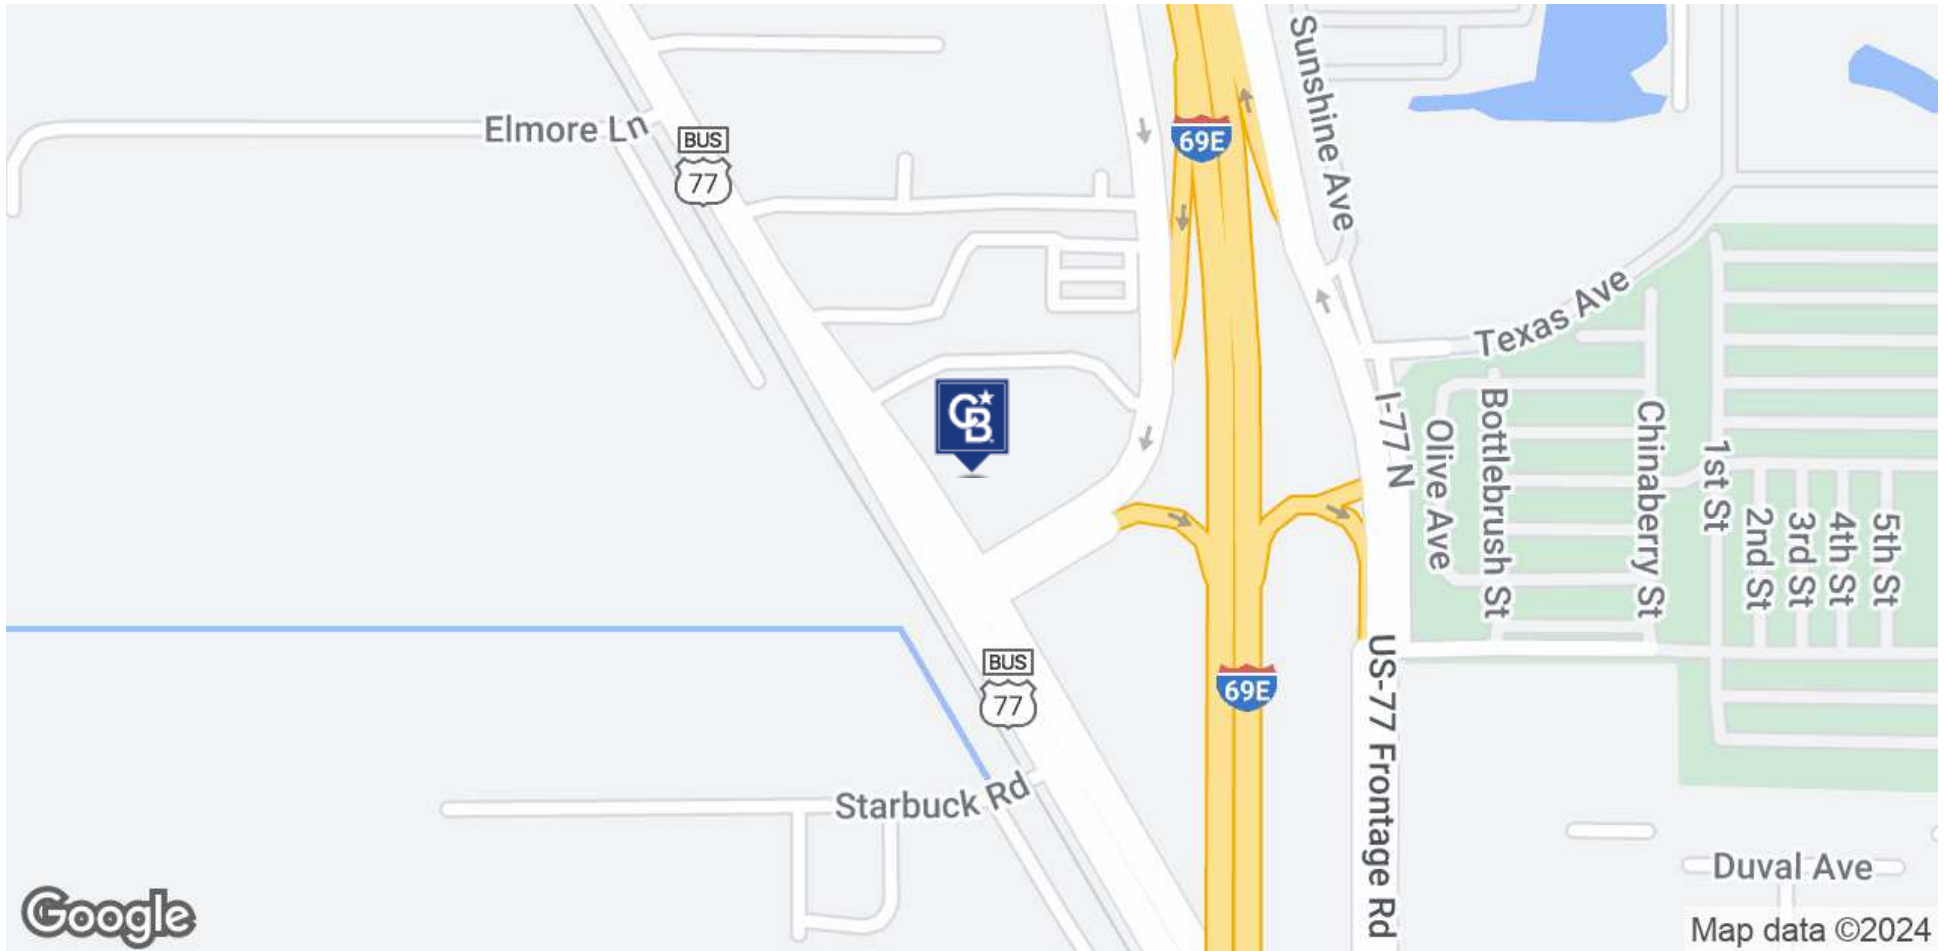 Sunshine Ave
Elmore Ln
BUS
77
69E
Texas Ave
CB
I-77 N
Olive Ave
Bottlebrush St
Chinaberry St
1st St
2nd St
3rd St
4th St
5th St
BUS
77
69E
US-77 Frontage Rd
Starbuck Rd
Duval Ave
Google
Map data ©2024